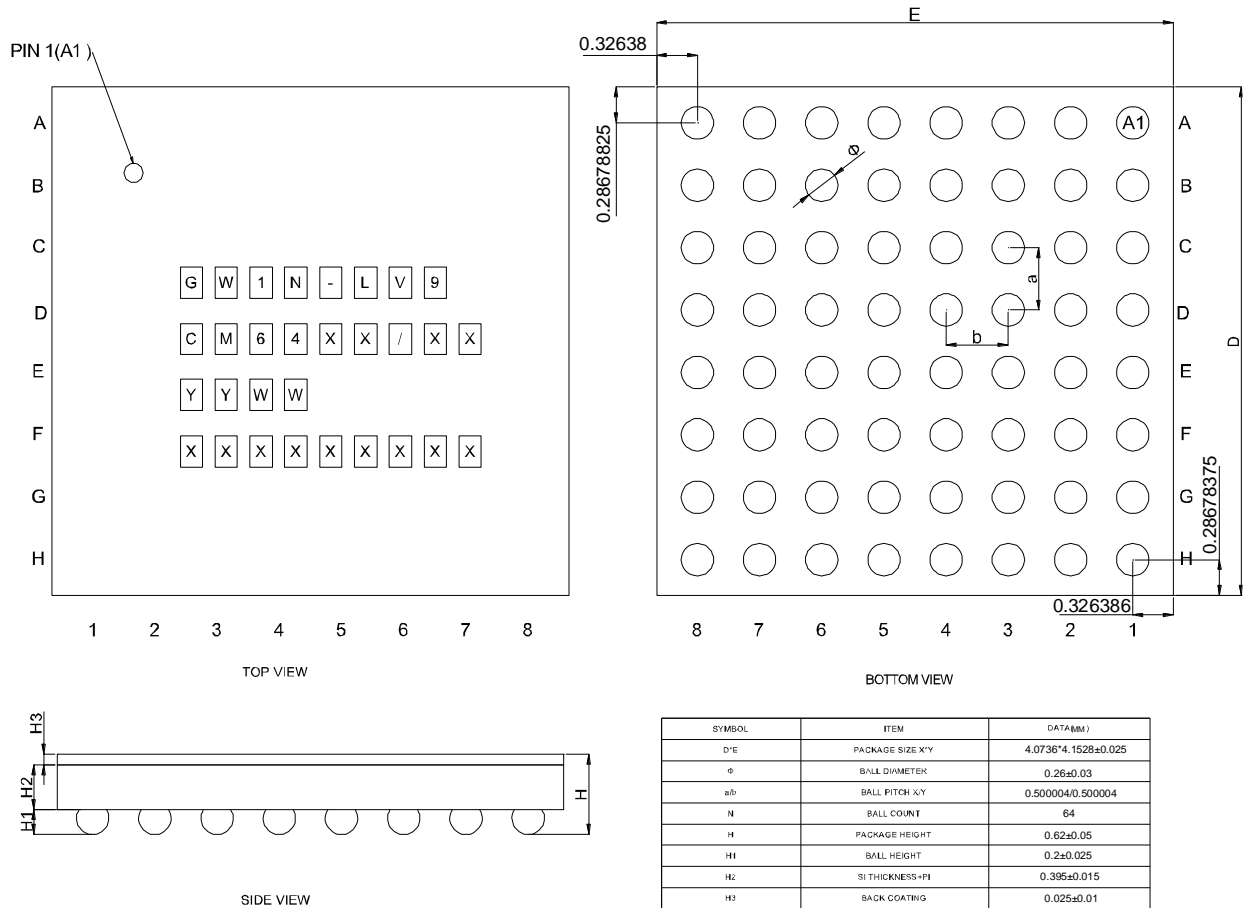 PIN 1(A1 )
A
B
C
D
E
F
G
H
G W 1 N - L V 9
C M 6 4 X X / X X
Y Y W W
X X X X X X X X X
1 2 3 4 5 6 7 8
TOP VIEW
E
0.32638
0.28678825
A1
A
B
C
D
E
F
G
H
Φ
a
b
D
0.28678375
0.326386
8 7 6 5 4 3 2 1
BOTTOM VIEW
H3
H2
H1
H
SIDE VIEW
SYMBOL ITEM DATA(MM)
D*E PACKAGE SIZE X*Y 4.0736*4.1528±0.025
Φ BALL DIAMETER 0.26±0.03
a/b BALL PITCH X/Y 0.500004/0.500004
N BALL COUNT 64
H PACKAGE HEIGHT 0.62±0.05
H1 BALL HEIGHT 0.2±0.025
H2 SI THICKNESS+PI 0.395±0.015
H3 BACK COATING 0.025±0.01